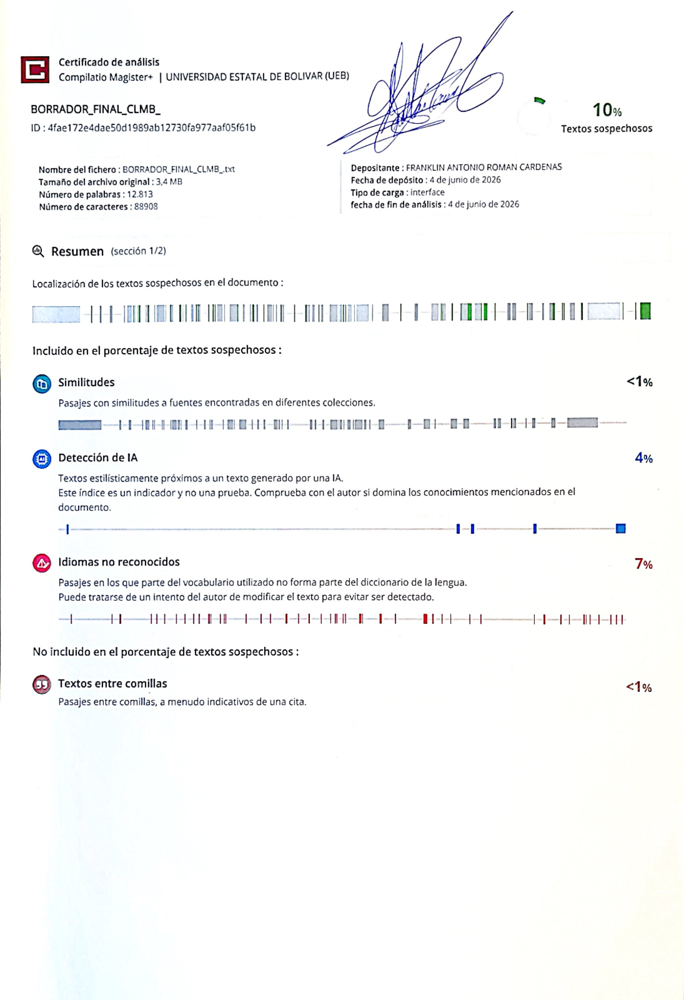 Certificado de análisis
Compilatio Magister+ | UNIVERSIDAD ESTATAL DE BOLIVAR (UEB)
BORRADOR_FINAL_CLMB_
ID : 4fae172e4dae50d1989ab12730fa977aaf05f61b
10%
Textos sospechosos
Nombre del fichero : BORRADOR_FINAL_CLMB_.txt
Tamaño del archivo original : 3,4 MB
Número de palabras : 12.813
Número de caracteres : 88908
Depositante : FRANKLIN ANTONIO ROMAN CARDENAS
Fecha de depósito : 4 de junio de 2026
Tipo de carga : interface
fecha de fin de análisis : 4 de junio de 2026
Resumen (sección 1/2)
Localización de los textos sospechosos en el documento :
Incluido en el porcentaje de textos sospechosos :
Similitudes <1%
Pasajes con similitudes a fuentes encontradas en diferentes colecciones.
AI
Detección de IA 4%
Textos estilísticamente próximos a un texto generado por una IA.
Este índice es un indicador y no una prueba. Comprueba con el autor si domina los conocimientos mencionados en el
documento.
Idiomas no reconocidos 7%
Pasajes en los que parte del vocabulario utilizado no forma parte del diccionario de la lengua.
Puede tratarse de un intento del autor de modificar el texto para evitar ser detectado.
No incluido en el porcentaje de textos sospechosos :
Textos entre comillas <1%
Pasajes entre comillas, a menudo indicativos de una cita.